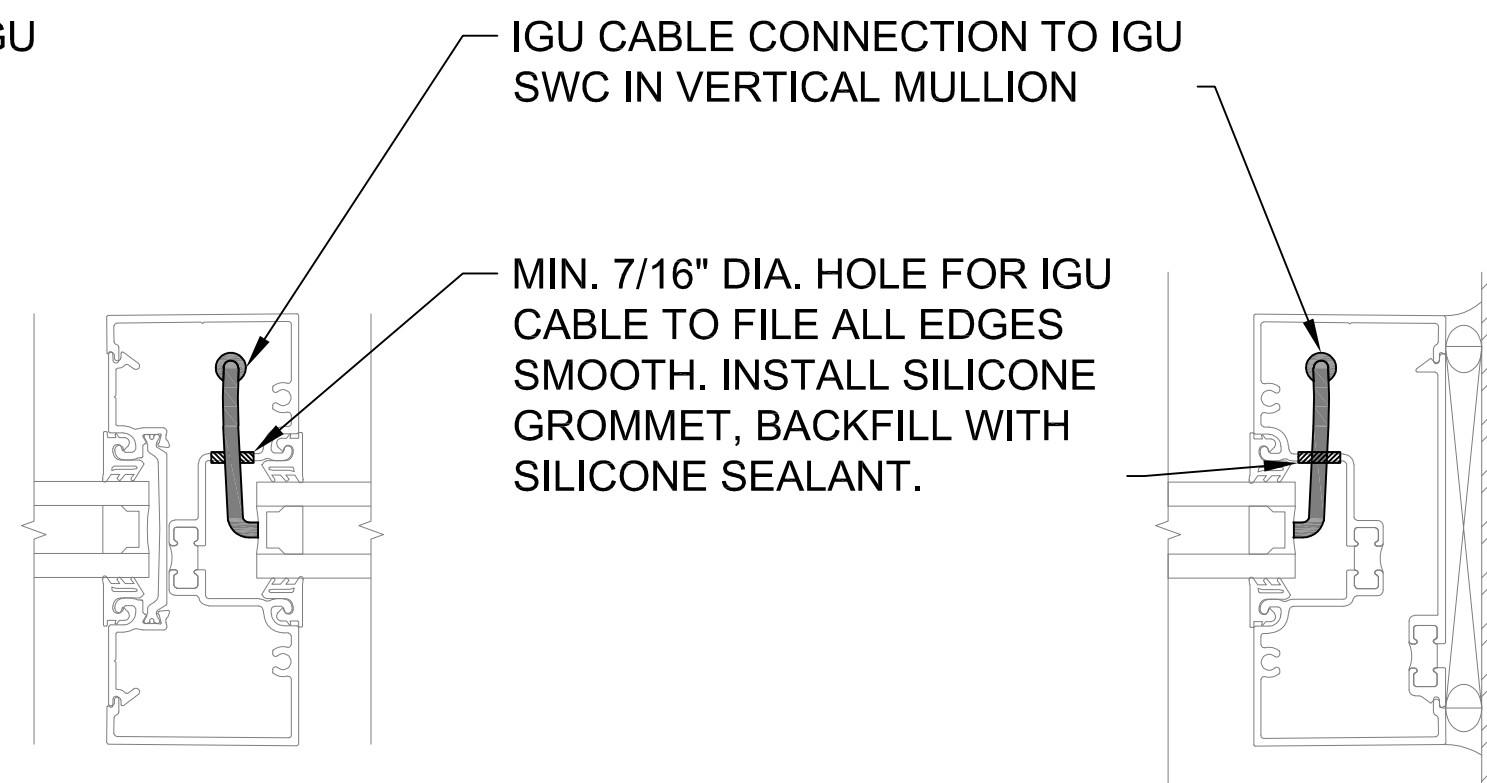 GU
IGU CABLE CONNECTION TO IGU
SWC IN VERTICAL MULLION
MIN. 7/16" DIA. HOLE FOR IGU
CABLE TO FILE ALL EDGES
SMOOTH. INSTALL SILICONE
GROMMET, BACKFILL WITH
SILICONE SEALANT.